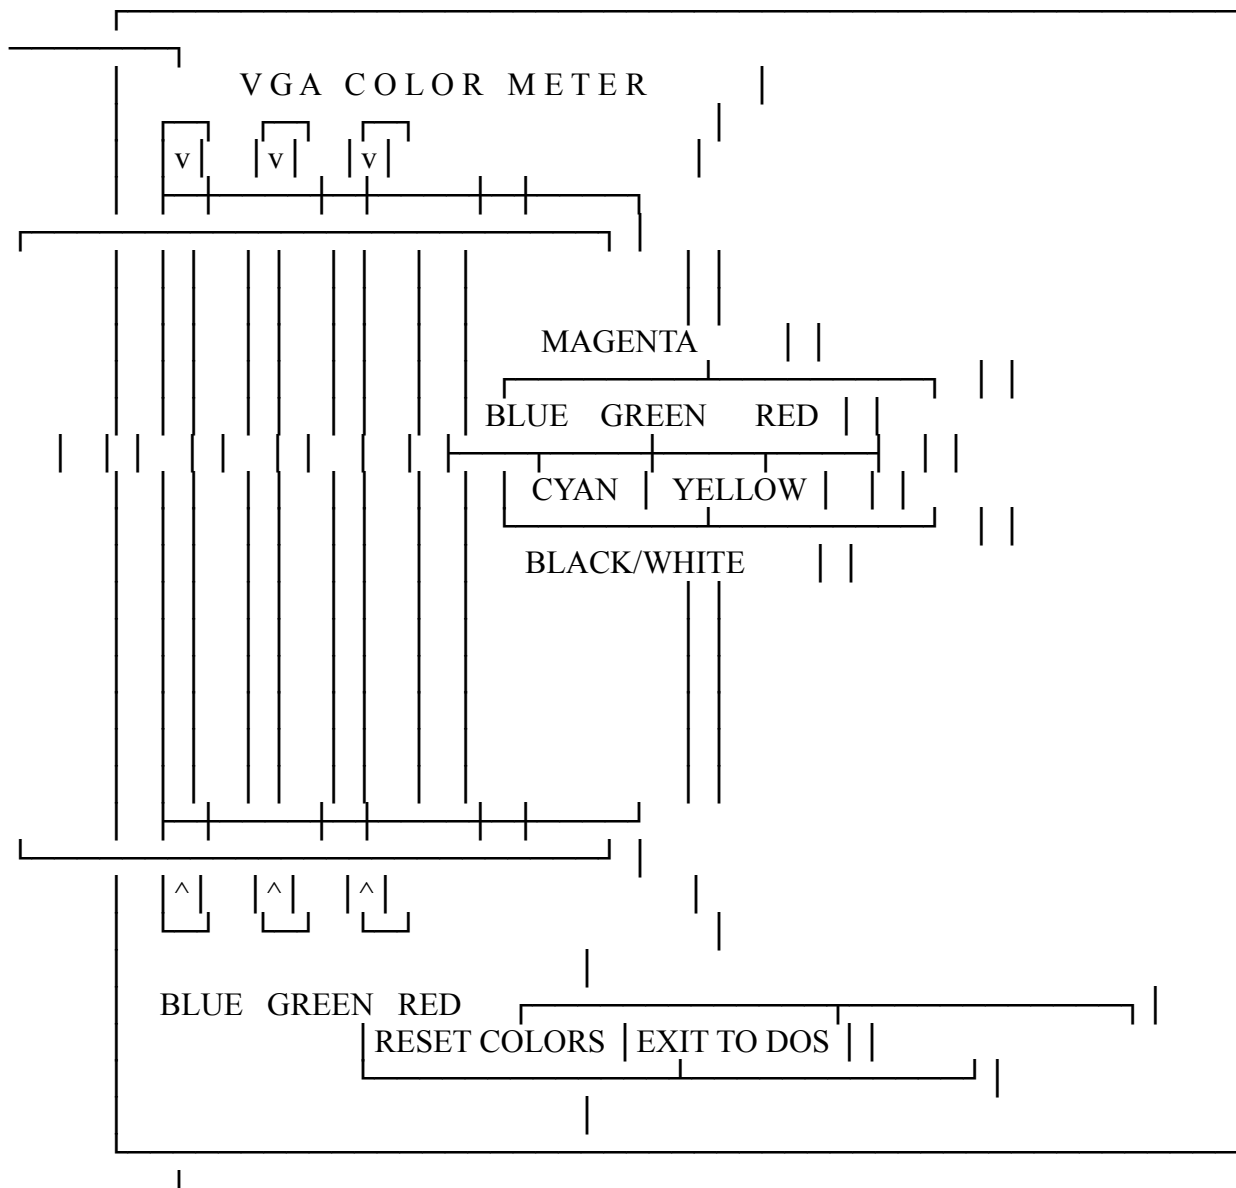 VGA COLOR METER
v v v
MAGENTA
BLUE GREEN RED
CYAN YELLOW
BLACK/WHITE
^ ^ ^
BLUE GREEN RED
RESET COLORS EXIT TO DOS